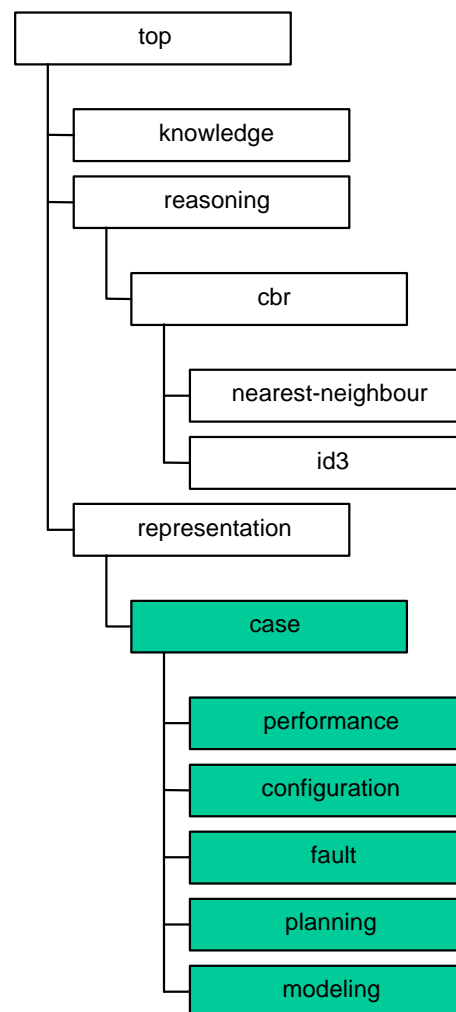 top
knowledge
reasoning
cbr
nearest-neighbour
id3
representation
case
performance
configuration
fault
planning
modeling